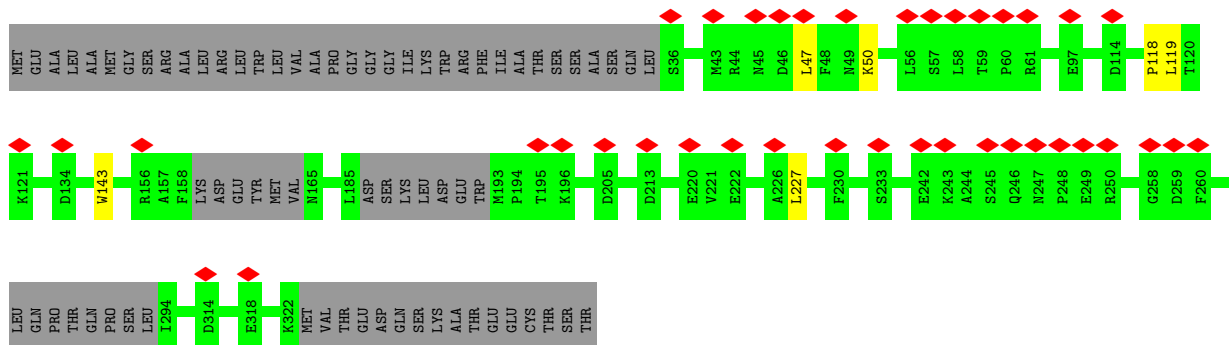 MET GLU ALA LEU ALA ALA MET GLY SER ARG ALA LEU ARG LEU TRP LEU VAL ALA PRO GLY GLY GLY ILE LYS TRP ARG PHE ILE ALA THR SER SER ALA SER GLN LEU S36 M43 R44 N45 D46 L47 F48 N49 K50 L56 S57 L58 T59 P60 R61 E97 D114 P118 L119 T120
K121 D134 W143 R156 A157 F158 LYS ASP GLU TYR MET VAL N165 L185 ASP SER LYS LEU ASP GLU TRP M193 P194 T195 K196 D205 D213 E220 V221 E222 A226 L227 F230 S233 E242 K243 A244 S245 Q246 N247 P248 E249 R250 G258 D259 F260
LEU GLN PRO THR GLN PRO SER LEU I294 D314 E318 K322 MET VAL THR GLU ASP GLN SER LYS ALA THR GLU GLU CYS THR SER THR